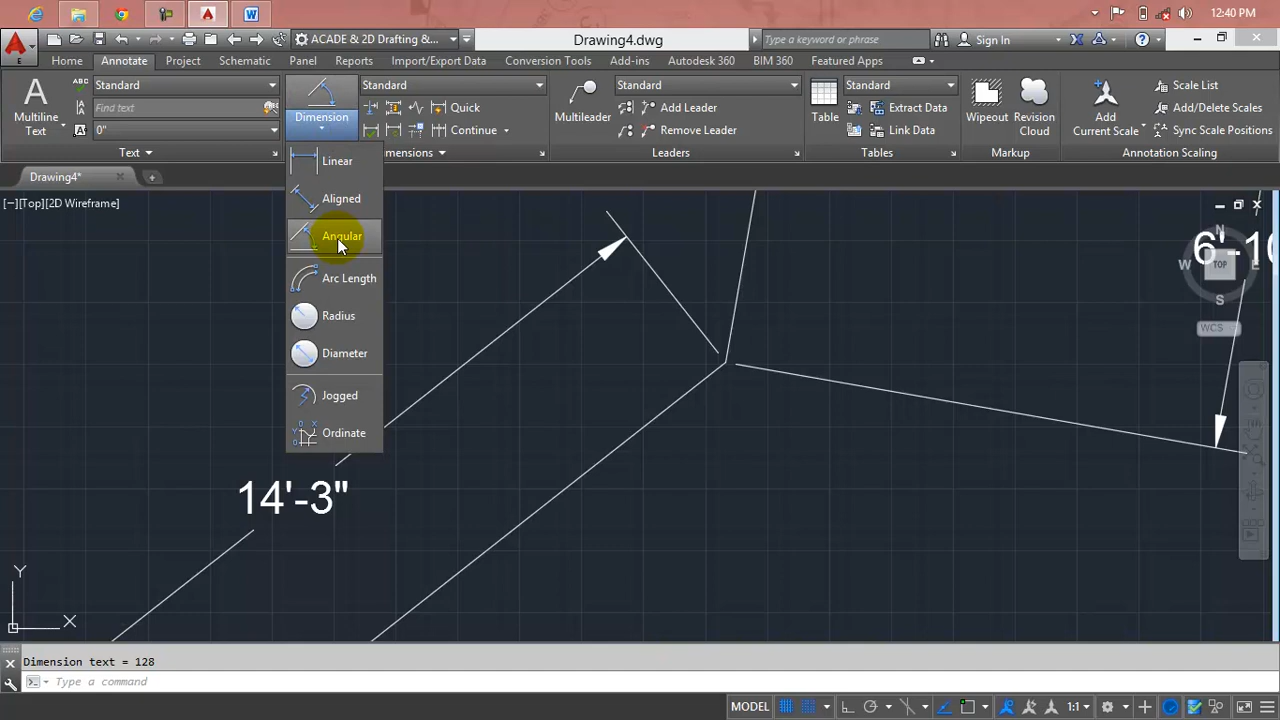 12:40 PM
ACADE & 2D Drafting &...
Drawing4.dwg
Type a keyword or phrase
Sign In
Home
Annotate
Project
Schematic
Panel
Reports
Import/Export Data
Conversion Tools
Add-ins
Autodesk 360
BIM 360
Featured Apps
Multiline
Text
ABC
Standard
Find text
0"
Text
Dimension
Standard
Quick
Continue
imensions
Multileader
Standard
Add Leader
Remove Leader
Leaders
Table
Standard
Extract Data
Link Data
Tables
Wipeout
Revision
Cloud
Markup
Add
Current Scale
Scale List
Add/Delete Scales
Sync Scale Positions
Annotation Scaling
Drawing4*
[−][Top][2D Wireframe]
Linear
Aligned
Angular
Arc Length
Radius
Diameter
Jogged
Ordinate
6'-10
N
W
TOP
E
S
WCS
14'-3"
Y
X
Dimension text = 128
Type a command
MODEL
1:1